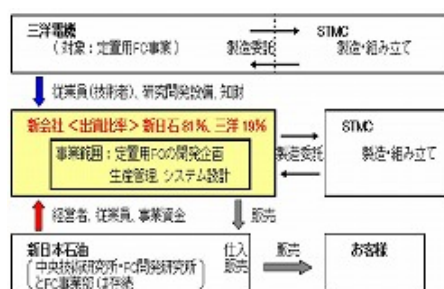 三洋電機
(対象:定置用FC事業)
製造委託
STMC
製造・組み立て
従業員(技術者)、研究開発設備、知財
新会社 <出資比率> 新日石 81%、三洋 19%
事業範囲:定置用FCの開発企画
生産管理、システム設計
製造委託
STMC
製造・組み立て
経営者、従業員、事業資金
販売
新日本石油
(中央技術研究所・FC開発研究所
とFC事業部は存続)
仕入
販売
販売
お客様